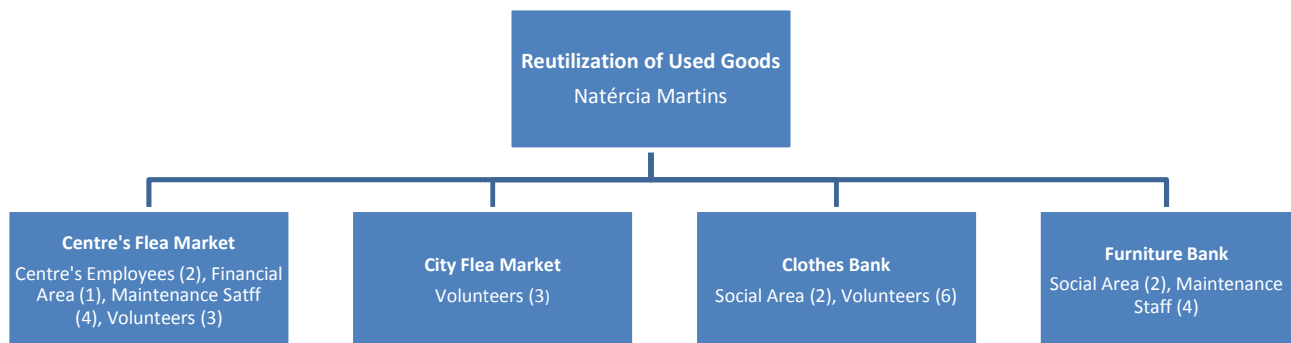 Reutilization of Used Goods
Natércia Martins
Centre's Flea Market
Centre's Employees (2), Financial
Area (1), Maintenance Satff
(4), Volunteers (3)
City Flea Market
Volunteers (3)
Clothes Bank
Social Area (2), Volunteers (6)
Furniture Bank
Social Area (2), Maintenance
Staff (4)